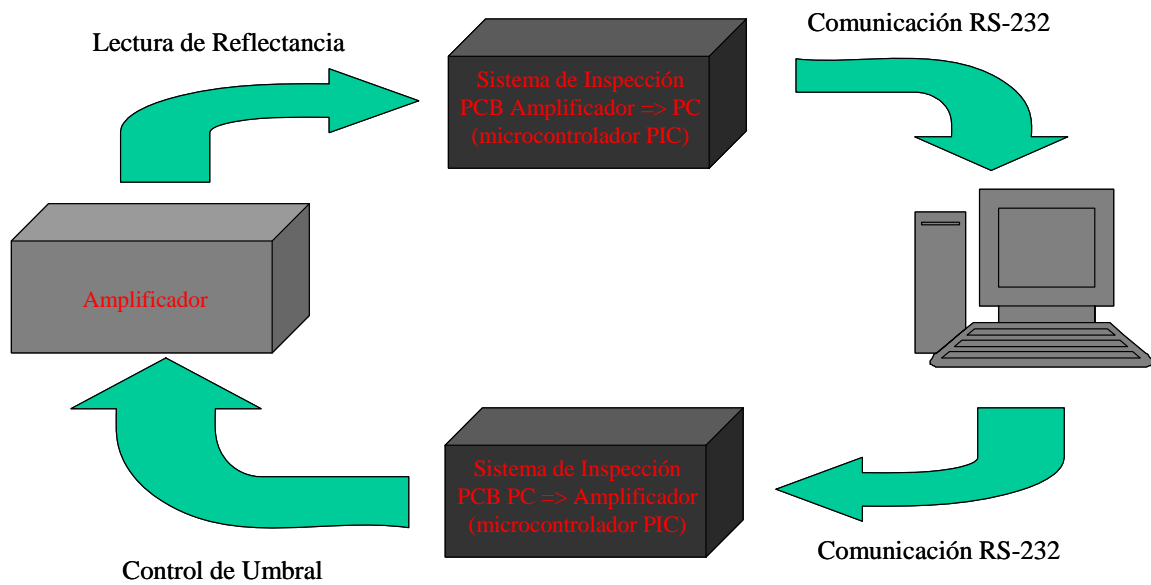 Lectura de Reflectancia
Comunicación RS-232
Sistema de Inspección
PCB Amplificador => PC
(microcontrolador PIC)
Amplificador
Sistema de Inspección
PCB PC => Amplificador
(microcontrolador PIC)
Comunicación RS-232
Control de Umbral